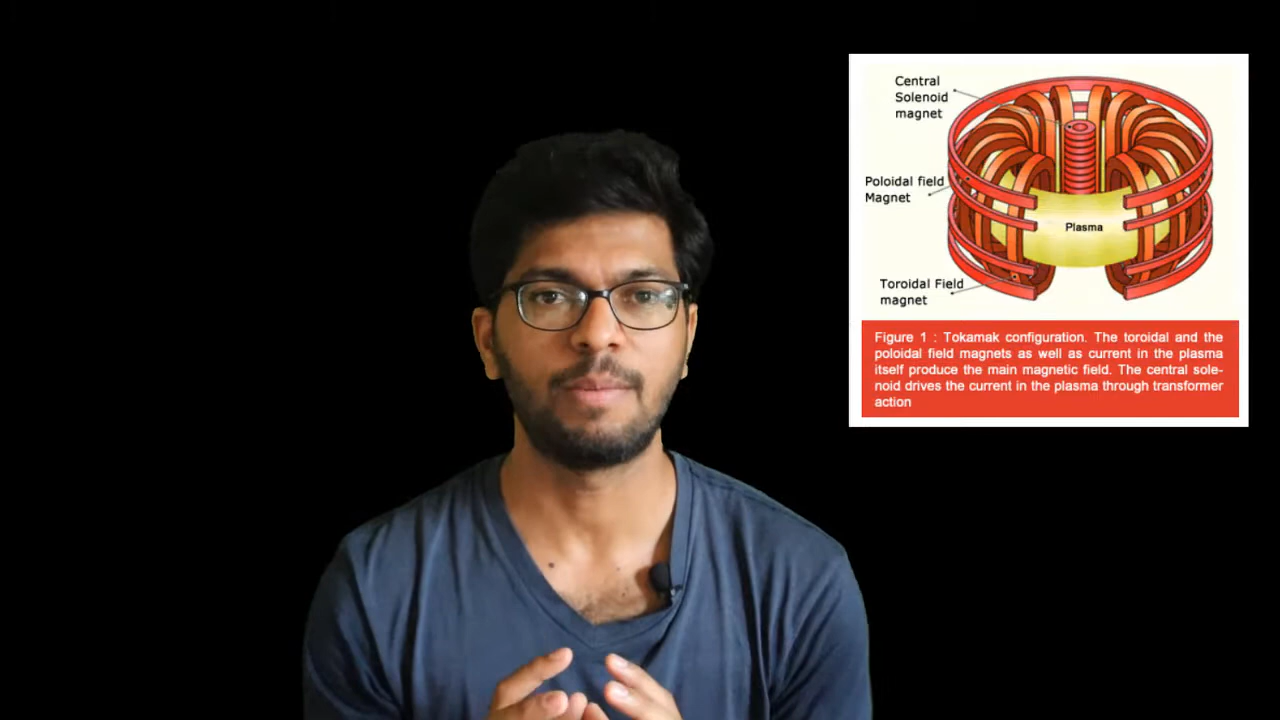 Central
Solenoid
magnet
Poloidal field
Magnet
Plasma
Toroidal Field
magnet
Figure 1 : Tokamak configuration. The toroidal and the
poloidal field magnets as well as current in the plasma
itself produce the main magnetic field. The central sole-
noid drives the current in the plasma through transformer
action